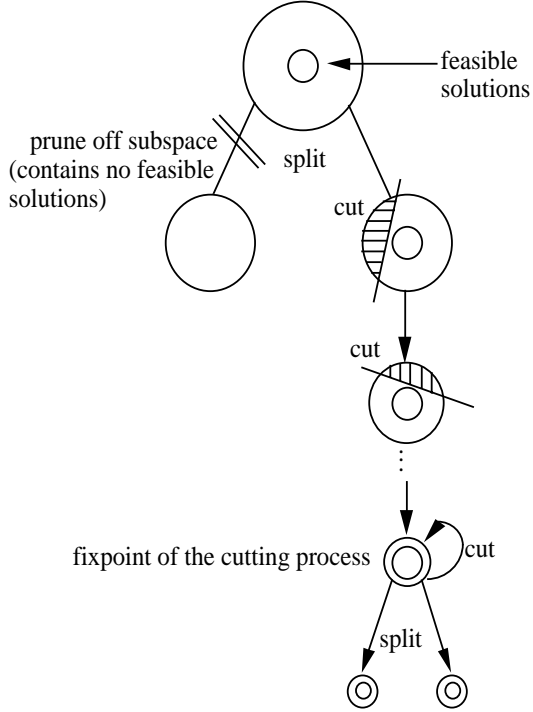 feasible
solutions
prune off subspace
(contains no feasible
solutions)
split
cut
cut
fixpoint of the cutting process
cut
split